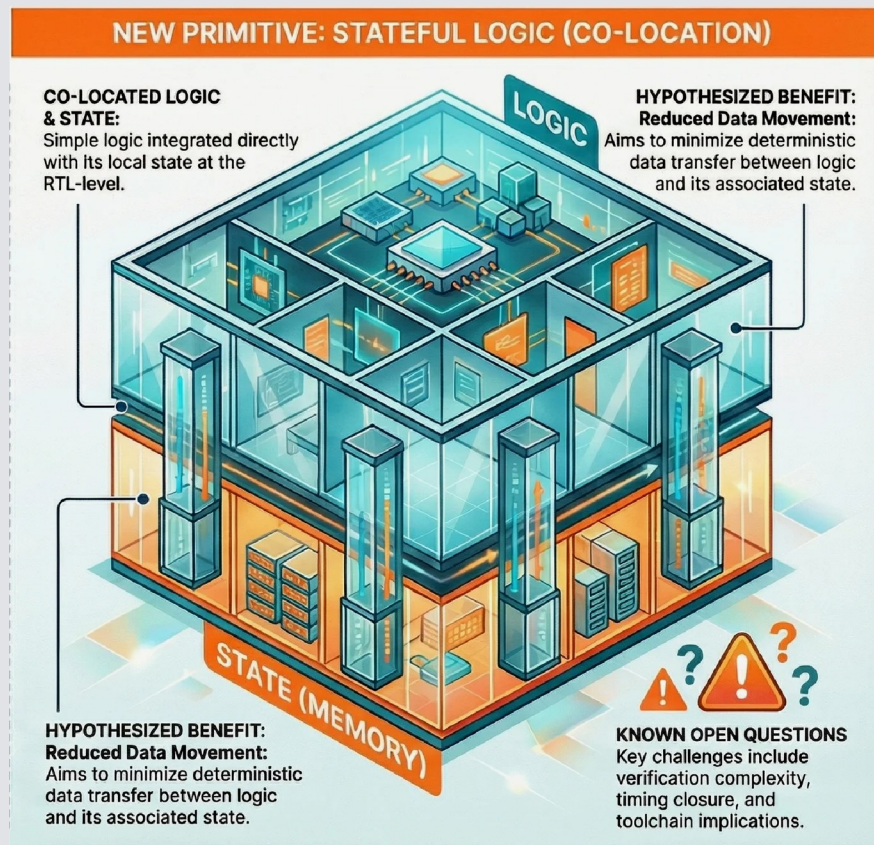 NEW PRIMITIVE: STATEFUL LOGIC (CO-LOCATION)
CO-LOCATED LOGIC
& STATE:
Simple logic integrated directly
with its local state at the
RTL-level.
LOGIC
HYPOTHESIZED BENEFIT:
Reduced Data Movement:
Aims to minimize deterministic
data transfer between logic
and its associated state.
STATE (MEMORY)
HYPOTHESIZED BENEFIT:
Reduced Data Movement:
Aims to minimize deterministic
data transfer between logic
and its associated state.
! ? ! ? ?
KNOWN OPEN QUESTIONS
Key challenges include
verification complexity,
timing closure, and
toolchain implications.